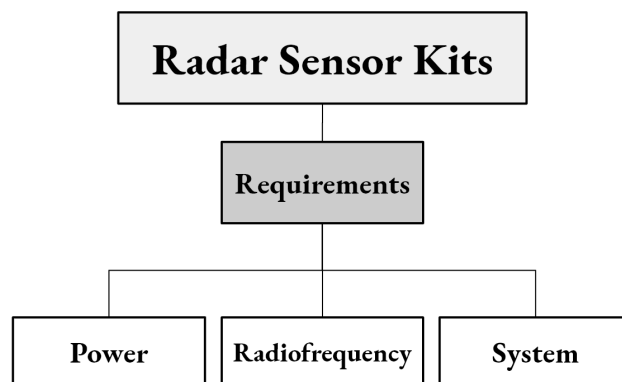 Radar Sensor Kits
Requirements
Power
Radiofrequency
System